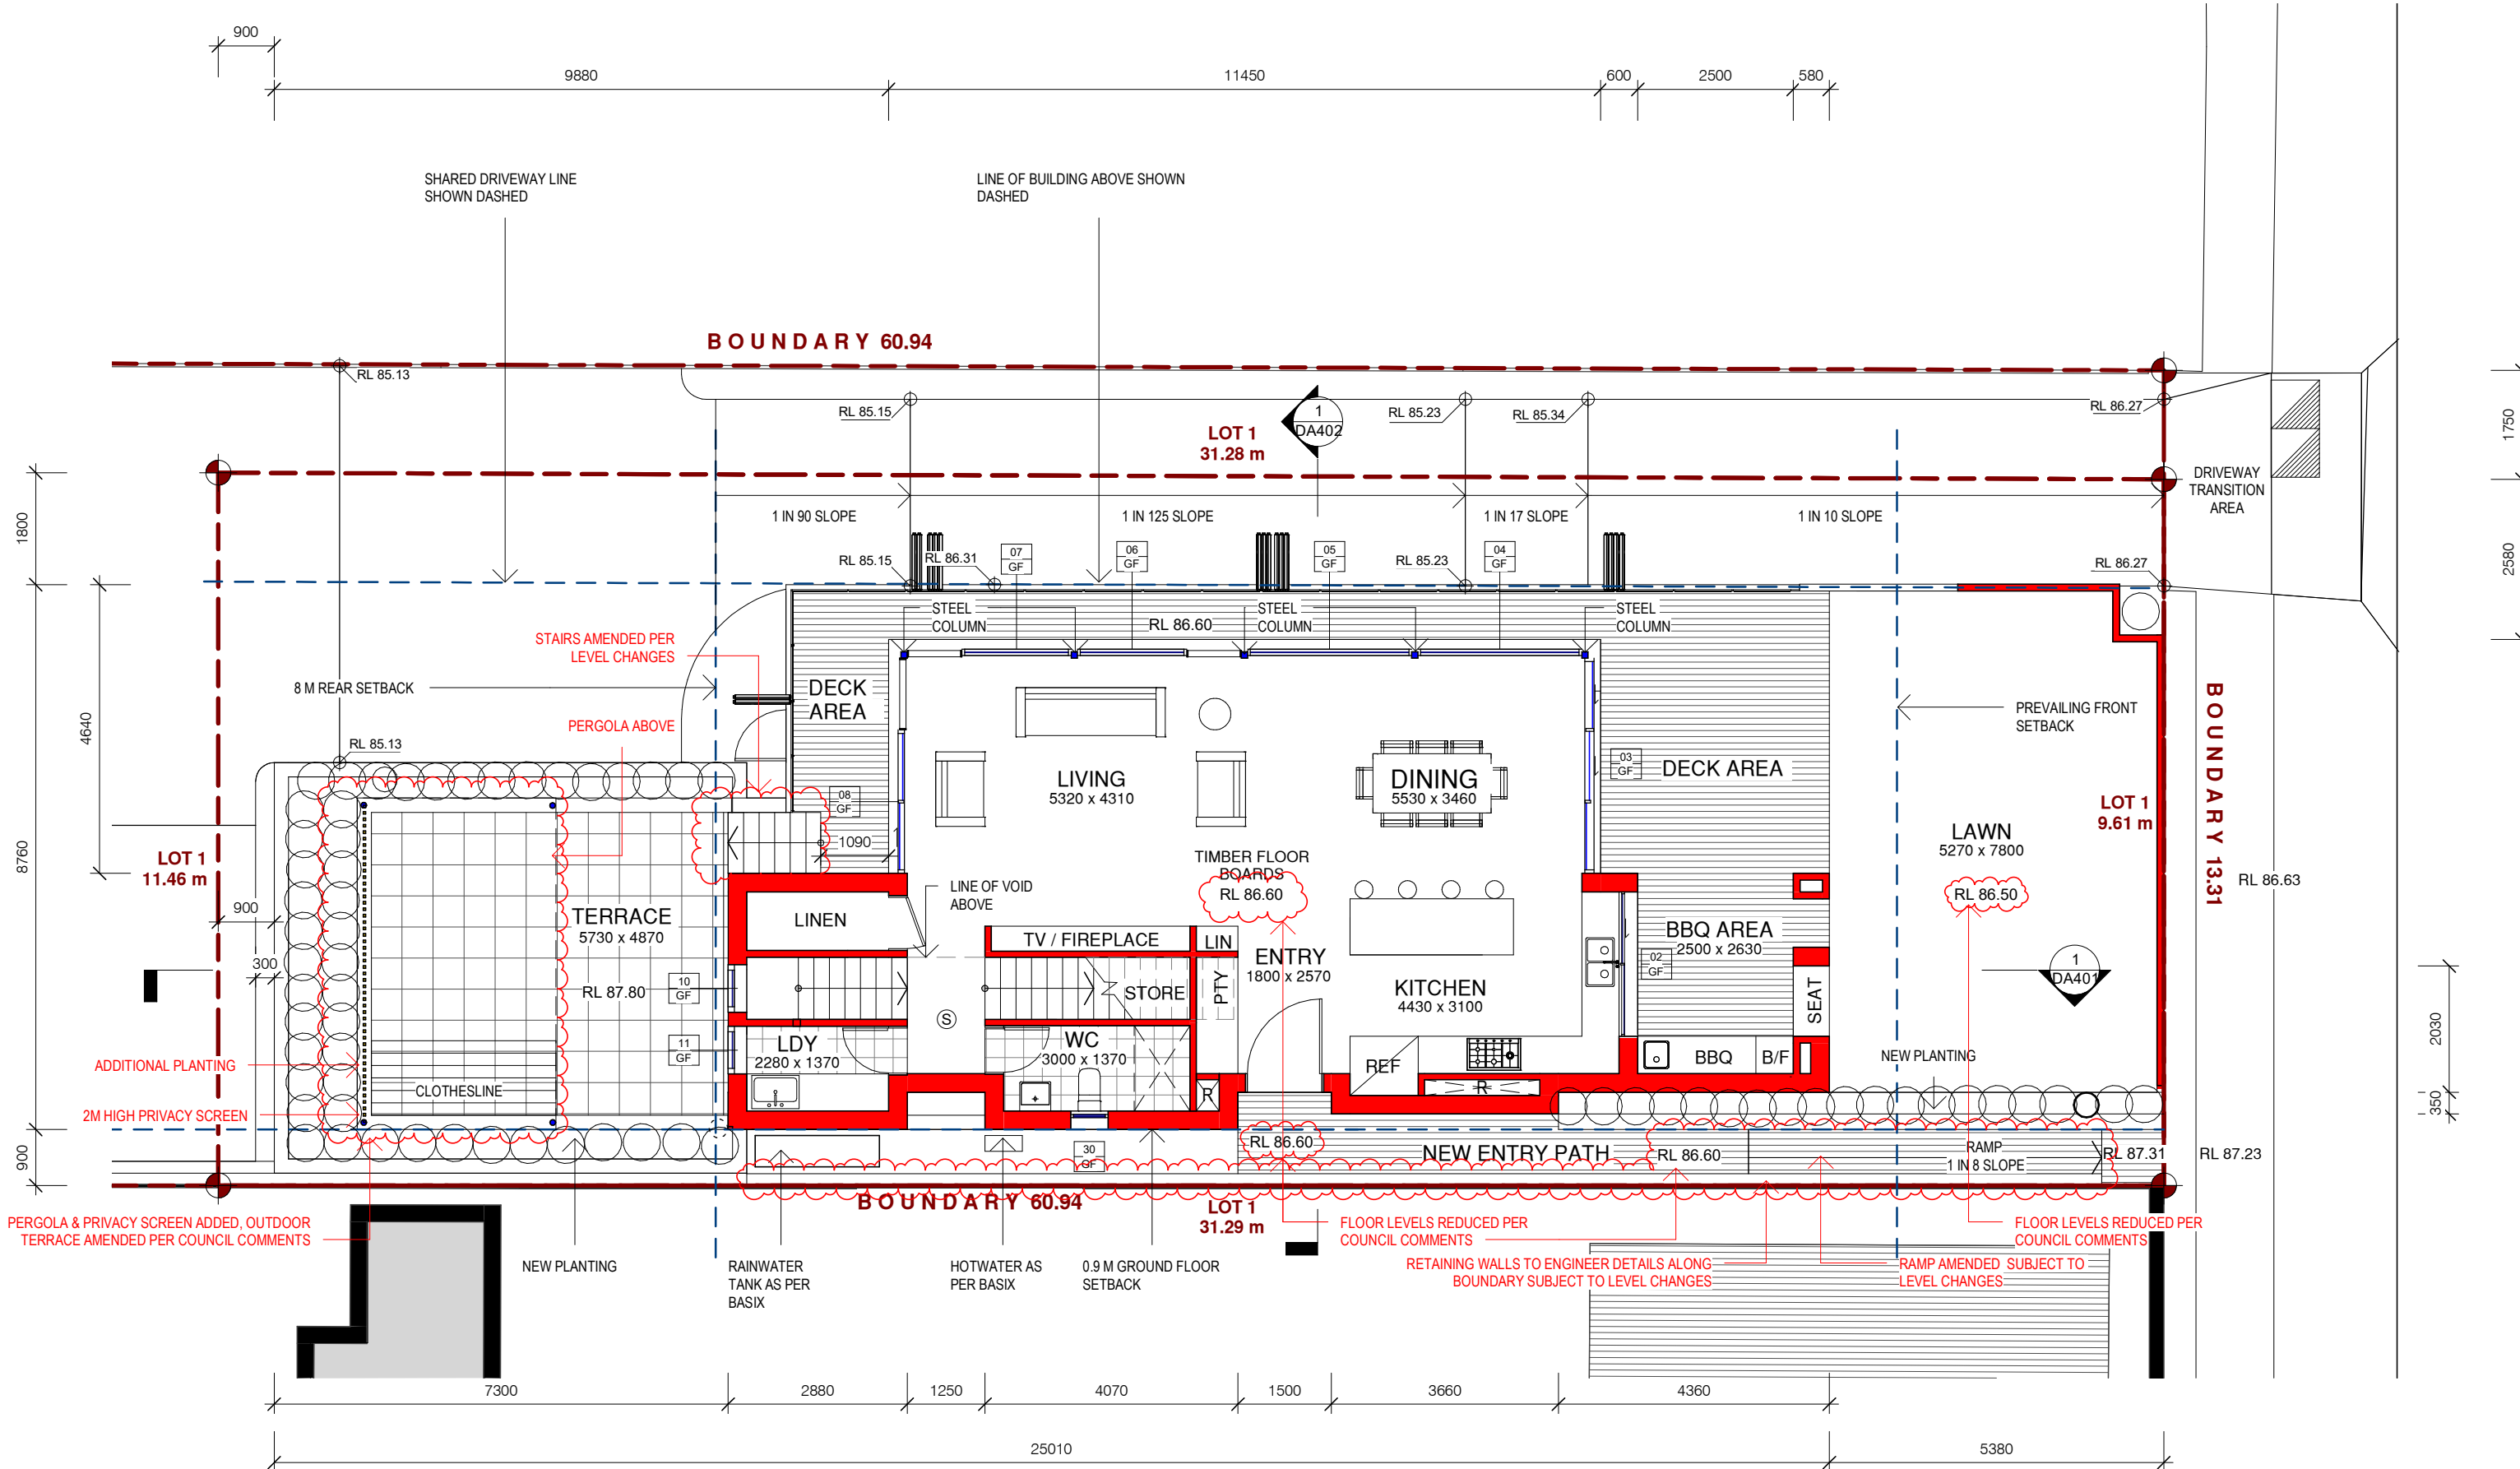 900
9880
11450
600
2500
580
SHARED DRIVEWAY LINE
SHOWN DASHED
LINE OF BUILDING ABOVE SHOWN
DASHED
BOUNDARY 60.94
RL 85.13
RL 85.15
1
DA402
RL 85.23
RL 85.34
RL 86.27
1750
LOT 1
31.28 m
DRIVEWAY
TRANSITION
AREA
1800
1 IN 90 SLOPE
1 IN 125 SLOPE
1 IN 17 SLOPE
1 IN 10 SLOPE
2580
RL 85.15
RL 86.31
07
GF
06
GF
05
GF
RL 85.23
04
GF
RL 86.27
STEEL
COLUMN
RL 86.60
STEEL
COLUMN
STEEL
COLUMN
STAIRS AMENDED PER
LEVEL CHANGES
8 M REAR SETBACK
DECK
AREA
PREVAILING FRONT
SETBACK
BOUNDARY 13.31
4640
PERGOLA ABOVE
RL 85.13
LIVING
5320 x 4310
DINING
5530 x 3460
03
GF
DECK AREA
08
GF
1090
LOT 1
9.61 m
LAWN
5270 x 7800
8760
LOT 1
11.46 m
TIMBER FLOOR
BOARDS
RL 86.60
LINE OF VOID
ABOVE
RL 86.63
RL 86.50
900
TERRACE
5730 x 4870
LINEN
TV / FIREPLACE
LIN
ENTRY
1800 x 2570
BBQ AREA
2500 x 2630
02
GF
300
RL 87.80
10
GF
STORE
PTY
KITCHEN
4430 x 3100
SEAT
1
DA401
S
11
GF
LDY
2280 x 1370
WC
3000 x 1370
REF
BBQ
B/F
NEW PLANTING
2030
ADDITIONAL PLANTING
CLOTHESLINE
R
R
350
2M HIGH PRIVACY SCREEN
900
30
GF
RL 86.60
NEW ENTRY PATH
RL 86.60
RAMP
1 IN 8 SLOPE
RL 87.31
RL 87.23
BOUNDARY 60.94
LOT 1
31.29 m
PERGOLA & PRIVACY SCREEN ADDED, OUTDOOR
TERRACE AMENDED PER COUNCIL COMMENTS
FLOOR LEVELS REDUCED PER
COUNCIL COMMENTS
FLOOR LEVELS REDUCED PER
COUNCIL COMMENTS
NEW PLANTING
RAINWATER
TANK AS PER
BASIX
HOTWATER AS
PER BASIX
0.9 M GROUND FLOOR
SETBACK
RETAINING WALLS TO ENGINEER DETAILS ALONG
BOUNDARY SUBJECT TO LEVEL CHANGES
RAMP AMENDED SUBJECT TO
LEVEL CHANGES
7300
2880
1250
4070
1500
3660
4360
25010
5380